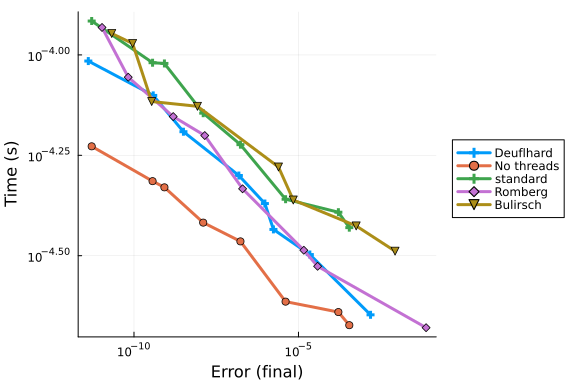 10⁻⁴·⁰⁰
10⁻⁴·²⁵
10⁻⁴·⁵⁰
Time (s)
10⁻¹⁰
10⁻⁵
Error (final)
Deuflhard
No threads
standard
Romberg
Bulirsch